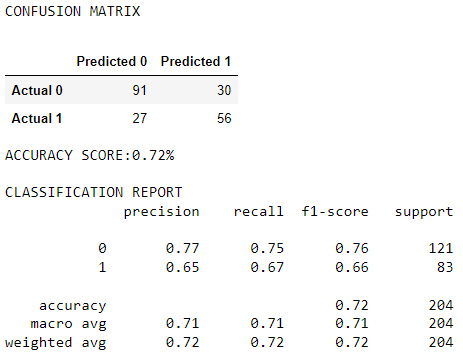 CONFUSION MATRIX
Predicted 0 Predicted 1
Actual 0 91 30
Actual 1 27 56
ACCURACY SCORE:0.72%
CLASSIFICATION REPORT
precision recall f1-score support
0 0.77 0.75 0.76 121
1 0.65 0.67 0.66 83
accuracy 0.72 204
macro avg 0.71 0.71 0.71 204
weighted avg 0.72 0.72 0.72 204